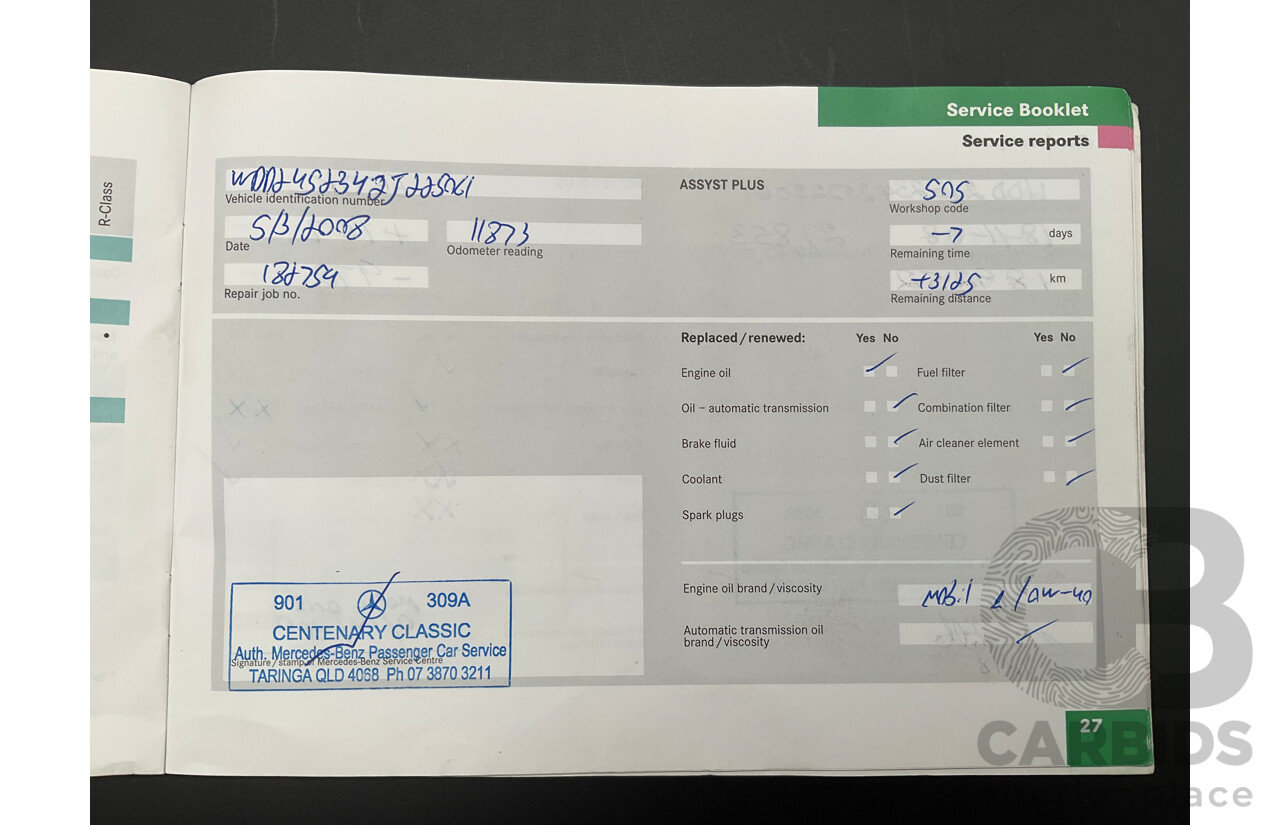 Service Booklet
Service reports
R-Class
WDD2452342J225061
Vehicle identification number
ASSYST PLUS
Workshop code
5/3/2008
Date
11873
Odometer reading
-7 days
Remaining time
182759
Repair job no.
+3125 km
Remaining distance
Replaced / renewed: Yes No Yes No
Engine oil Fuel filter
Oil – automatic transmission Combination filter
Brake fluid Air cleaner element
Coolant Dust filter
Spark plugs
Engine oil brand / viscosity
Mobil 1
Automatic transmission oil
brand / viscosity
901 309A
CENTENARY CLASSIC
Auth. Mercedes-Benz Passenger Car Service
Signature / stamp of Mercedes-Benz Service Centre
TARINGA QLD 4068 Ph 07 3870 3211
27
CARBIDS